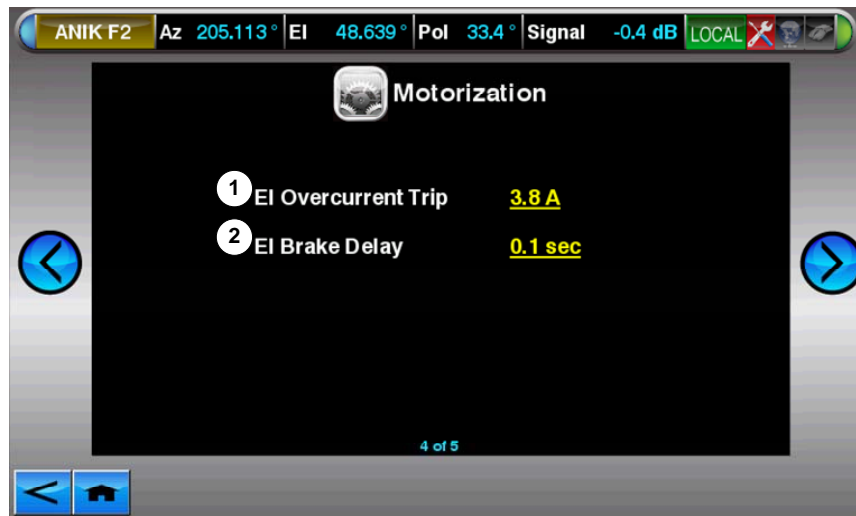 ANIK F2 Az 205.113° El 48.639° Pol 33.4° Signal -0.4 dB LOCAL
Motorization
1 El Overcurrent Trip 3.8 A
2 El Brake Delay 0.1 sec
4 of 5